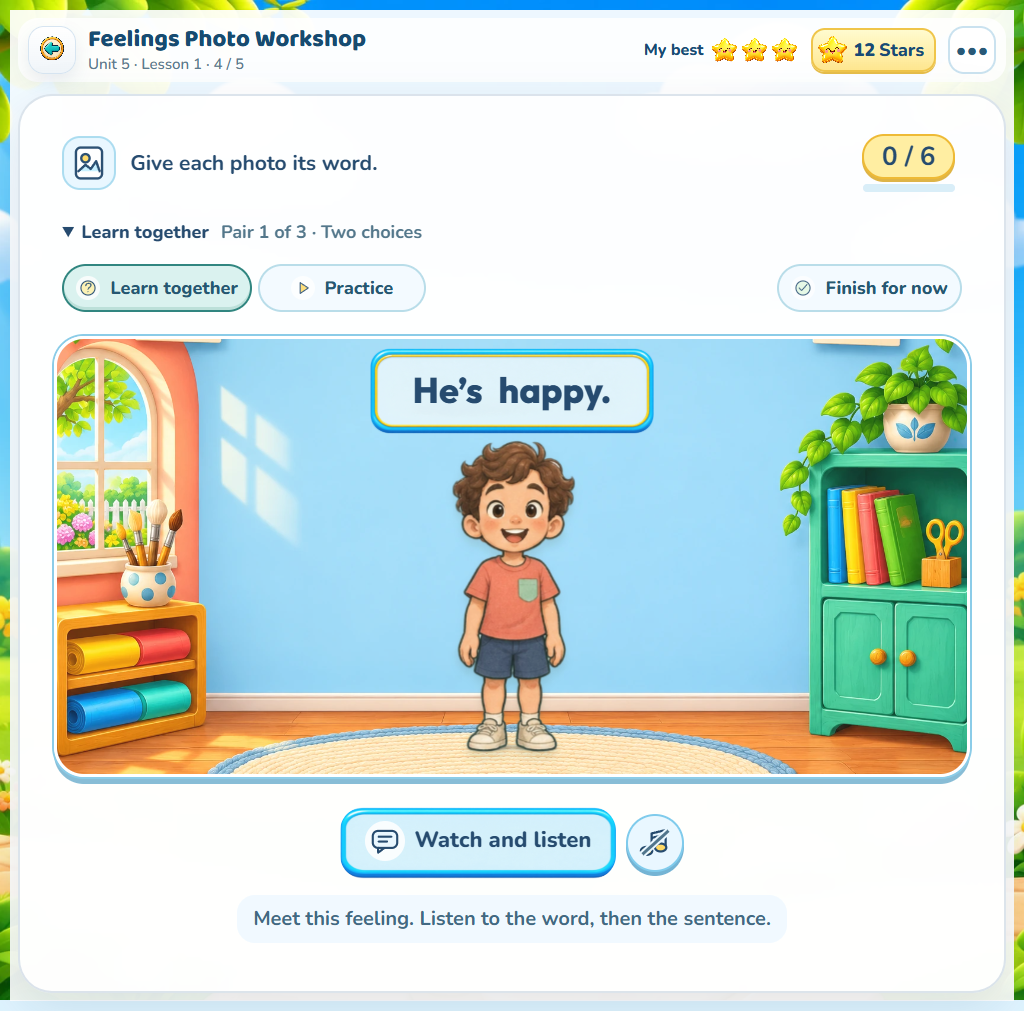 Feelings Photo Workshop
Unit 5 · Lesson 1 · 4 / 5
My best
12 Stars
Give each photo its word.
0 / 6
Learn together Pair 1 of 3 · Two choices
Learn together
Practice
Finish for now
He's happy.
Watch and listen
Meet this feeling. Listen to the word, then the sentence.